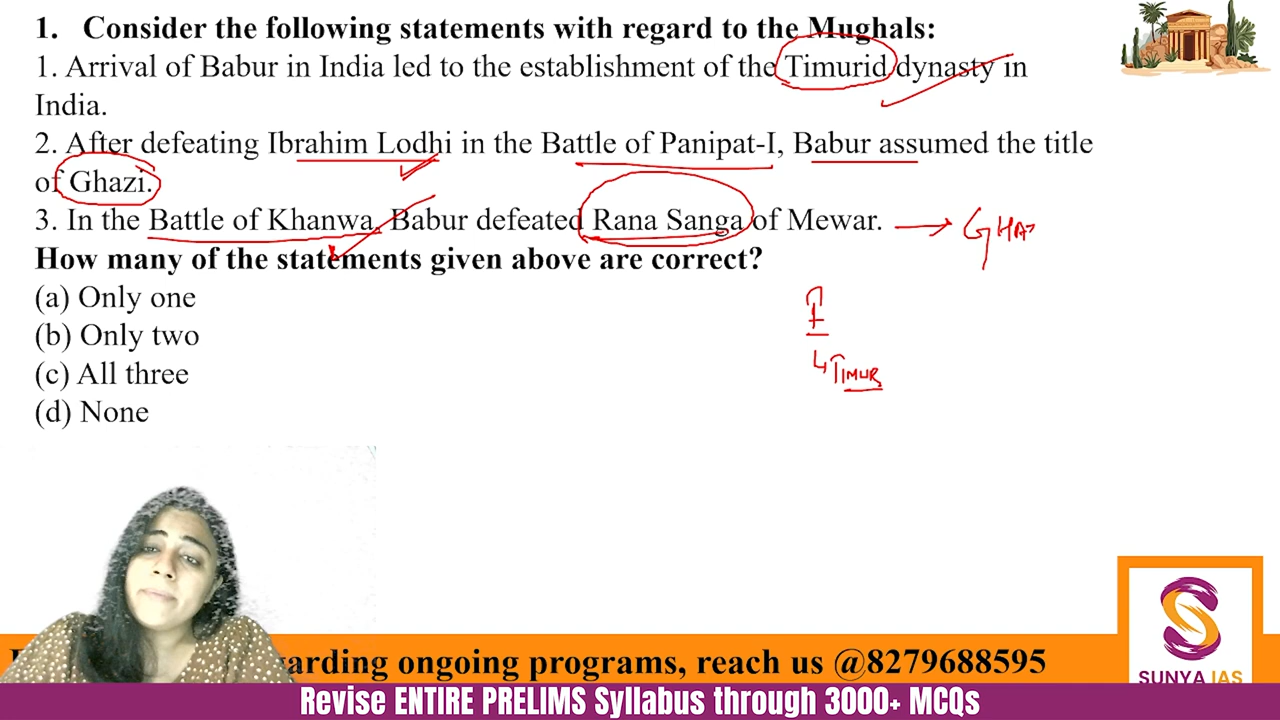 1. Consider the following statements with regard to the Mughals:
1. Arrival of Babur in India led to the establishment of the Timurid dynasty in
India.
2. After defeating Ibrahim Lodhi in the Battle of Panipat-I, Babur assumed the title
of Ghazi.
3. In the Battle of Khanwa, Babur defeated Rana Sanga of Mewar.
How many of the statements given above are correct?
(a) Only one
(b) Only two
(c) All three
(d) None
TIMUR
regarding ongoing programs, reach us @8279688595
SUNYA IAS
Revise ENTIRE PRELIMS Syllabus through 3000+ MCQs